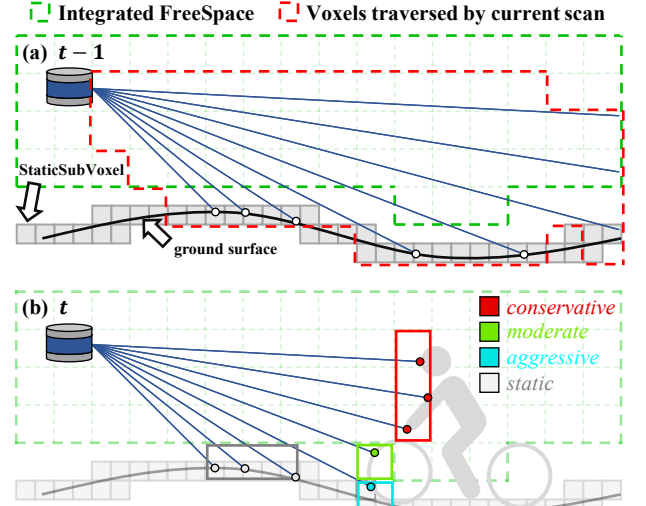 Integrated FreeSpace
Voxels traversed by current scan
(a) t − 1
StaticSubVoxel
ground surface
(b) t
conservative
moderate
aggressive
static